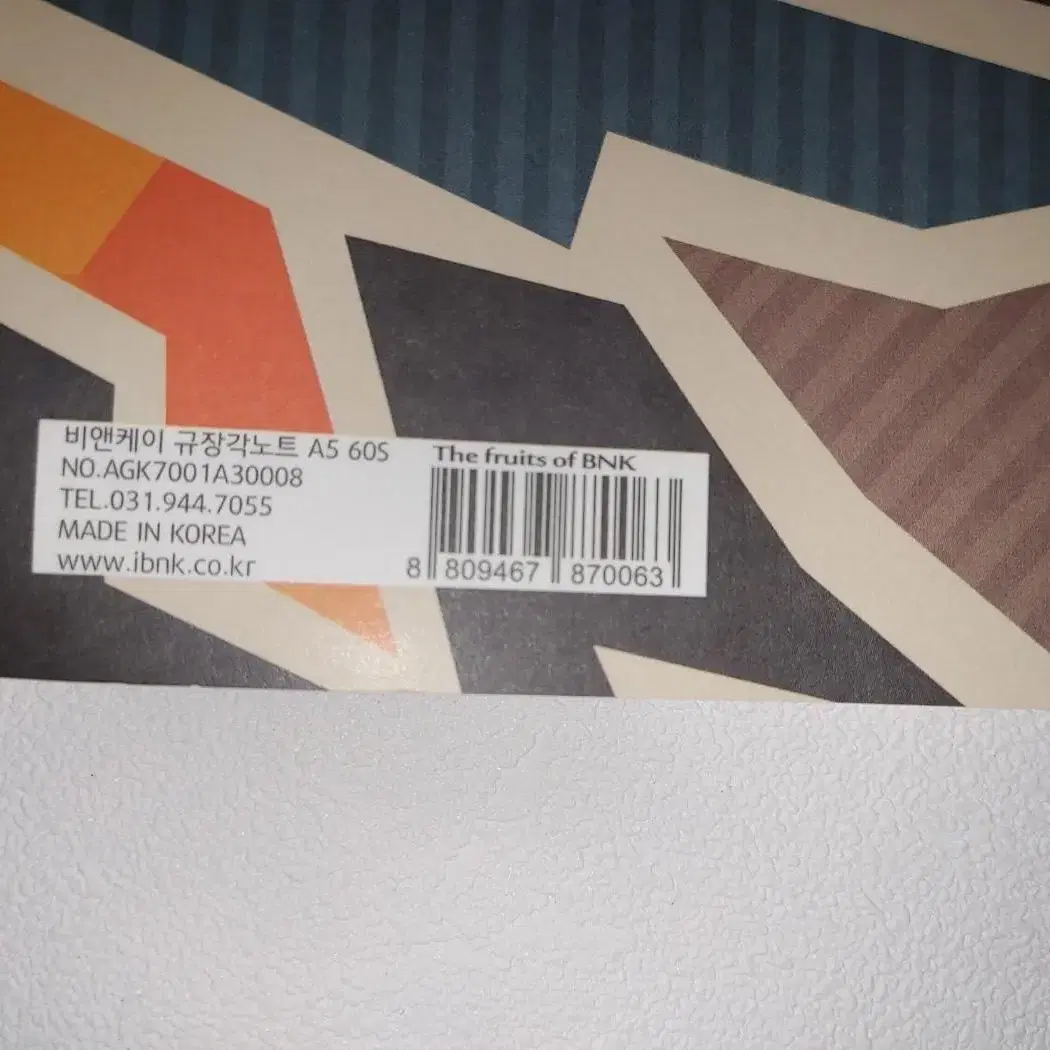 비앤케이 규장각노트 A5 60S
NO.AGK7001A30008
TEL.031.944.7055
MADE IN KOREA
www.ibnk.co.kr
The fruits of BNK
8 809467 870063